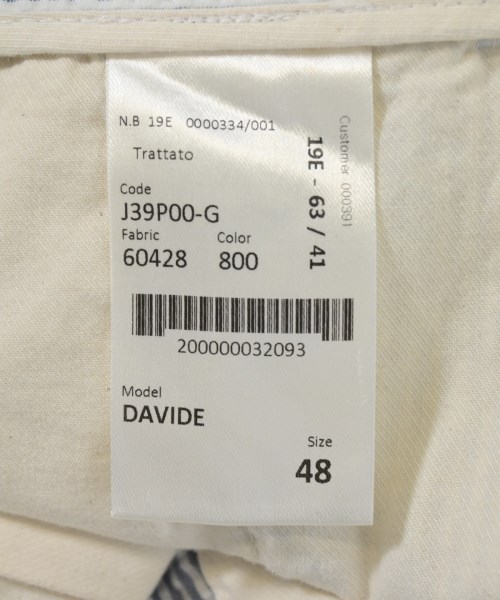 N.B 19E 0000334/001
Trattato
Code
J39P00-G
Fabric Color
60428 800
200000032093
Model
DAVIDE
Size
48
19E - 63 / 41
Customer 000391